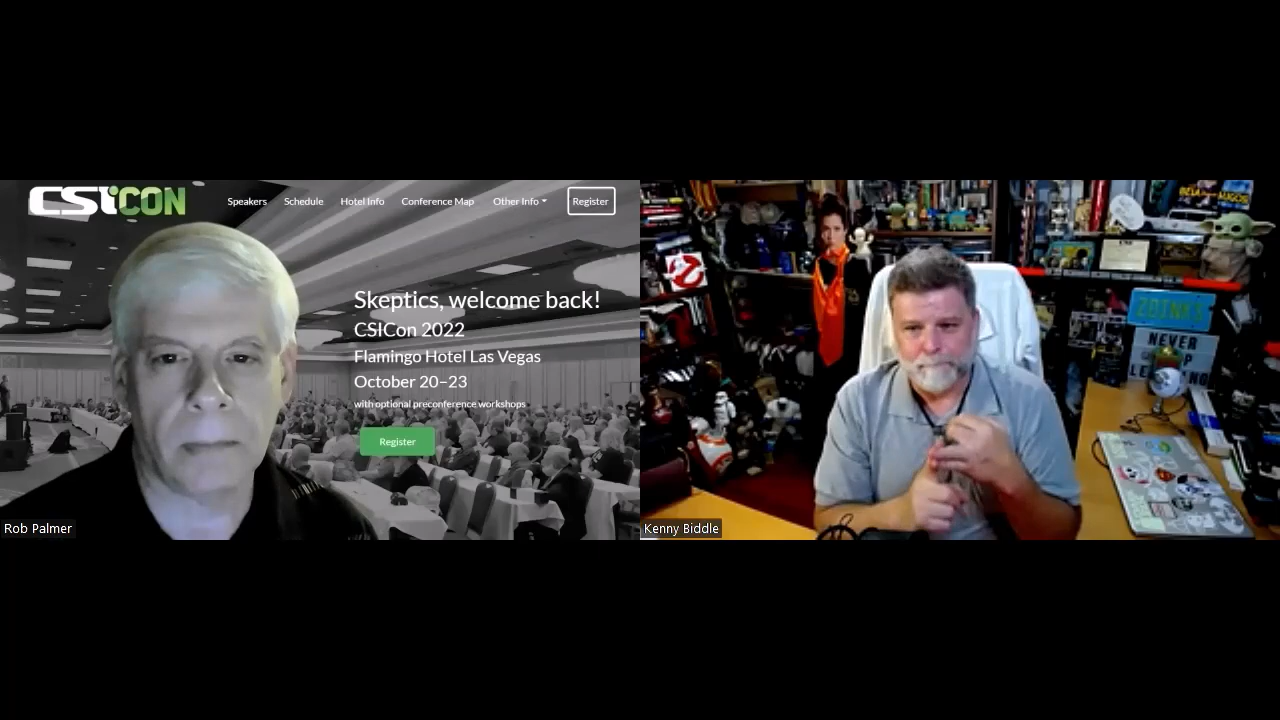 CSICON
Speakers Schedule Hotel Info Conference Map Other Info Register
Skeptics, welcome back!
CSICon 2022
Flamingo Hotel Las Vegas
October 20–23
with optional preconference workshops
Register
Rob Palmer
ZOINKS
NEVER
Kenny Biddle